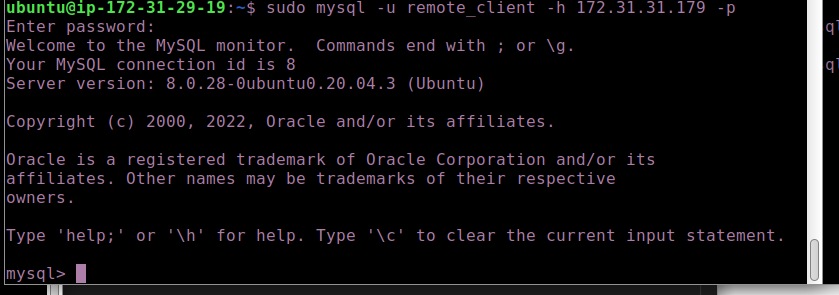 ubuntu@ip-172-31-29-19:~$ sudo mysql -u remote_client -h 172.31.31.179 -p
Enter password:
Welcome to the MySQL monitor.  Commands end with ; or \g.
Your MySQL connection id is 8
Server version: 8.0.28-0ubuntu0.20.04.3 (Ubuntu)
Copyright (c) 2000, 2022, Oracle and/or its affiliates.
Oracle is a registered trademark of Oracle Corporation and/or its
affiliates. Other names may be trademarks of their respective
owners.
Type 'help;' or '\h' for help. Type '\c' to clear the current input statement.
mysql>